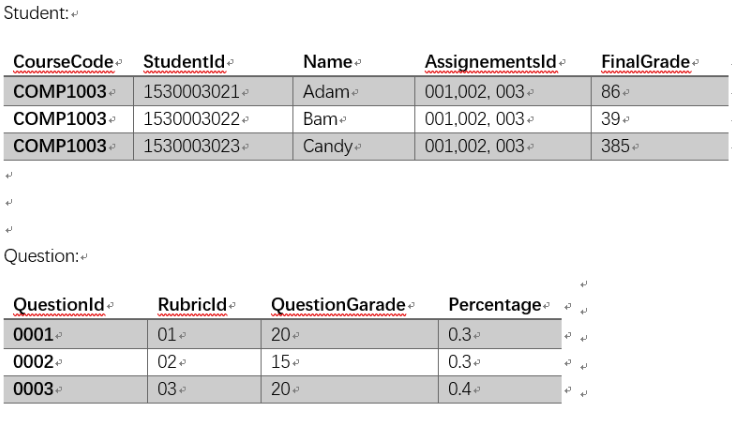 Student:
CourseCode StudentId Name AssignementsId FinalGrade
COMP1003 1530003021 Adam 001,002, 003 86
COMP1003 1530003022 Bam 001,002, 003 39
COMP1003 1530003023 Candy 001,002, 003 385
Question:
QuestionId RubricId QuestionGarade Percentage
0001 01 20 0.3
0002 02 15 0.3
0003 03 20 0.4